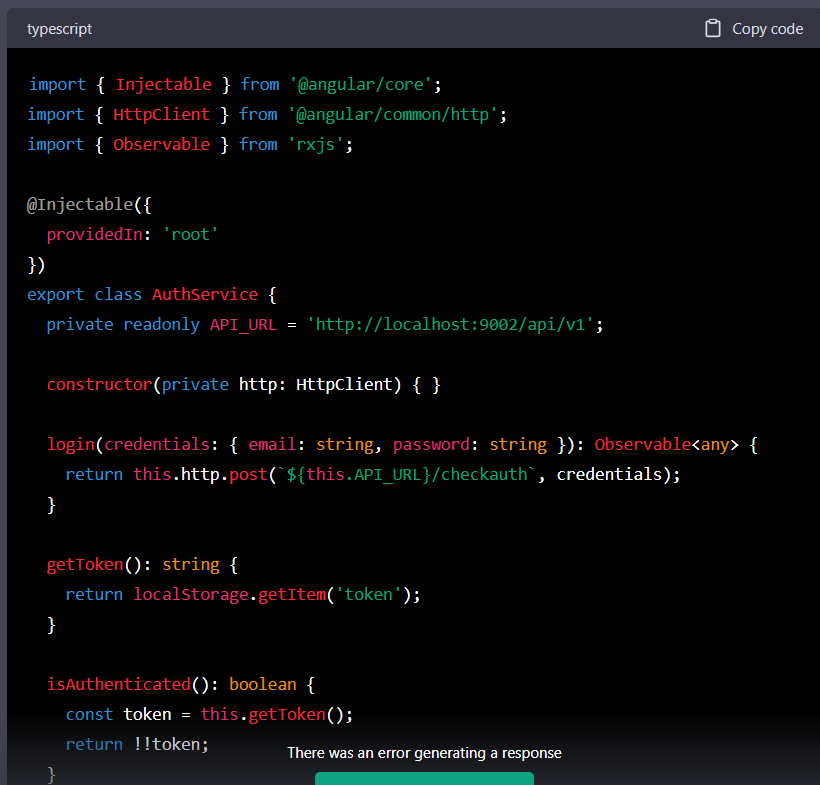 typescript
Copy code
import { Injectable } from '@angular/core';
import { HttpClient } from '@angular/common/http';
import { Observable } from 'rxjs';
@Injectable({
  providedIn: 'root'
})
export class AuthService {
  private readonly API_URL = 'http://localhost:9002/api/v1';
  constructor(private http: HttpClient) { }
  login(credentials: { email: string, password: string }): Observable<any> {
    return this.http.post(`${this.API_URL}/checkauth`, credentials);
  }
  getToken(): string {
    return localStorage.getItem('token');
  }
  isAuthenticated(): boolean {
    const token = this.getToken();
    return !!token;
There was an error generating a response
  }